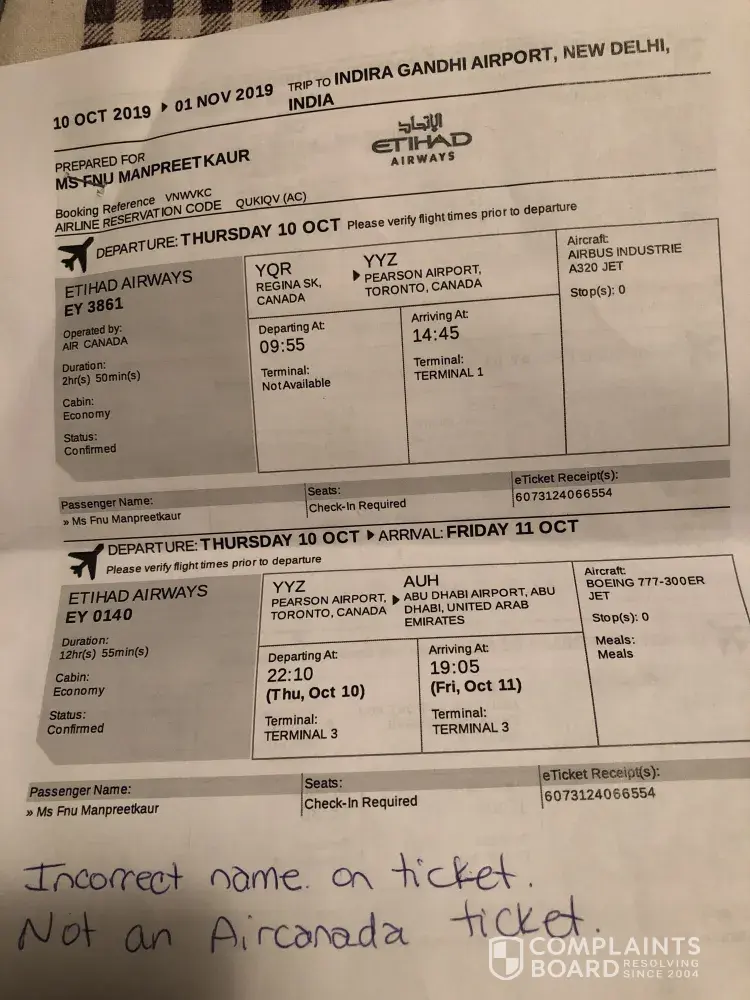 10 OCT 2019 ▸ 01 NOV 2019 TRIP TO INDIRA GANDHI AIRPORT, NEW DELHI,
INDIA
الإتحاد
ETIHAD
AIRWAYS
PREPARED FOR
MS FNU MANPREET KAUR
Booking Reference VNWVKC
AIRLINE RESERVATION CODE QUKIQV (AC)
DEPARTURE: THURSDAY 10 OCT Please verify flight times prior to departure
ETIHAD AIRWAYS
EY 3861
Operated by:
AIR CANADA
Duration:
2hr(s) 50min(s)
Cabin:
Economy
Status:
Confirmed
YQR
REGINA SK,
CANADA
▸ YYZ
PEARSON AIRPORT,
TORONTO, CANADA
Departing At:
09:55
Terminal:
Not Available
Arriving At:
14:45
Terminal:
TERMINAL 1
Aircraft:
AIRBUS INDUSTRIE
A320 JET
Stop(s): 0
Passenger Name:
» Ms Fnu Manpreetkaur
Seats:
Check-In Required
eTicket Receipt(s):
6073124066554
DEPARTURE: THURSDAY 10 OCT ▸ ARRIVAL: FRIDAY 11 OCT
Please verify flight times prior to departure
ETIHAD AIRWAYS
EY 0140
Duration:
12hr(s) 55min(s)
Cabin:
Economy
Status:
Confirmed
YYZ
PEARSON AIRPORT,
TORONTO, CANADA
▸ AUH
ABU DHABI AIRPORT, ABU
DHABI, UNITED ARAB
EMIRATES
Departing At:
22:10
(Thu, Oct 10)
Terminal:
TERMINAL 3
Arriving At:
19:05
(Fri, Oct 11)
Terminal:
TERMINAL 3
Aircraft:
BOEING 777-300ER
JET
Stop(s): 0
Meals:
Meals
Passenger Name:
» Ms Fnu Manpreetkaur
Seats:
Check-In Required
eTicket Receipt(s):
6073124066554
Incorrect name. on ticket.
Not an Aircanada ticket.
COMPLAINTS
BOARD RESOLVING
SINCE 2004